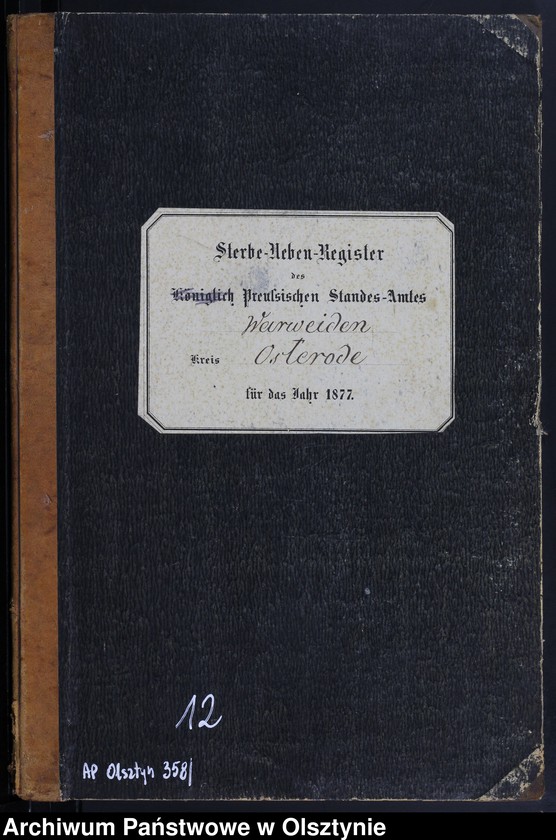 Sterbe-Neben-Register
des
Königlich Preußischen Standes-Amtes
Warweiden
Kreis Osterode
für das Jahr 1877.
12
AP Olsztyn 358/
Archiwum Państwowe w Olsztynie